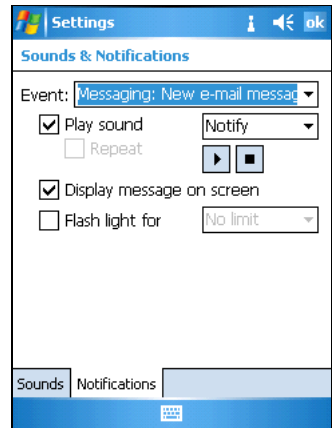 Settings ok
Sounds & Notifications
Event: Messaging: New e-mail messag
Play sound Notify
Repeat
Display message on screen
Flash light for No limit
Sounds Notifications